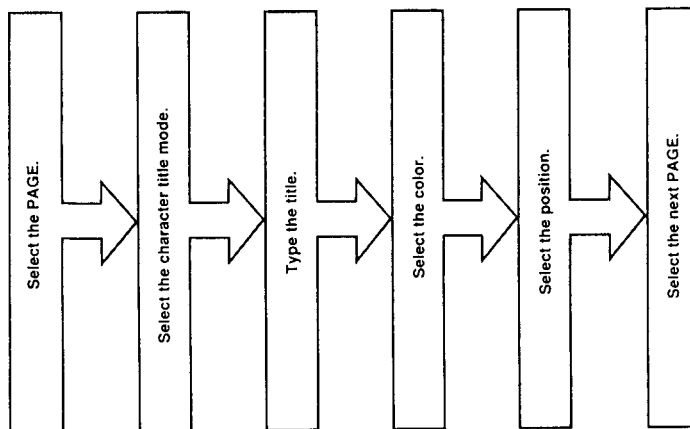 Select the PAGE.
Select the character title mode.
Type the title.
Select the color.
Select the position.
Select the next PAGE.